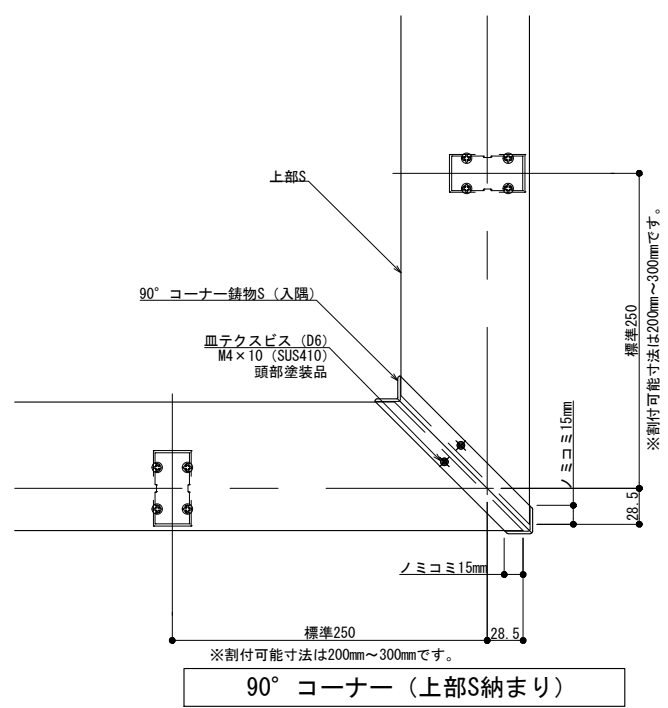 上部S
90° コーナー鋳物S（入隅）
皿テクスビス（D6）
M4×10（SUS410）
頭部塗装品
標準250
※割付可能寸法は200mm～300mmです。
ノミコミ15mm
28.5
ノミコミ15mm
標準250
28.5
※割付可能寸法は200mm～300mmです。
90° コーナー（上部S納まり）